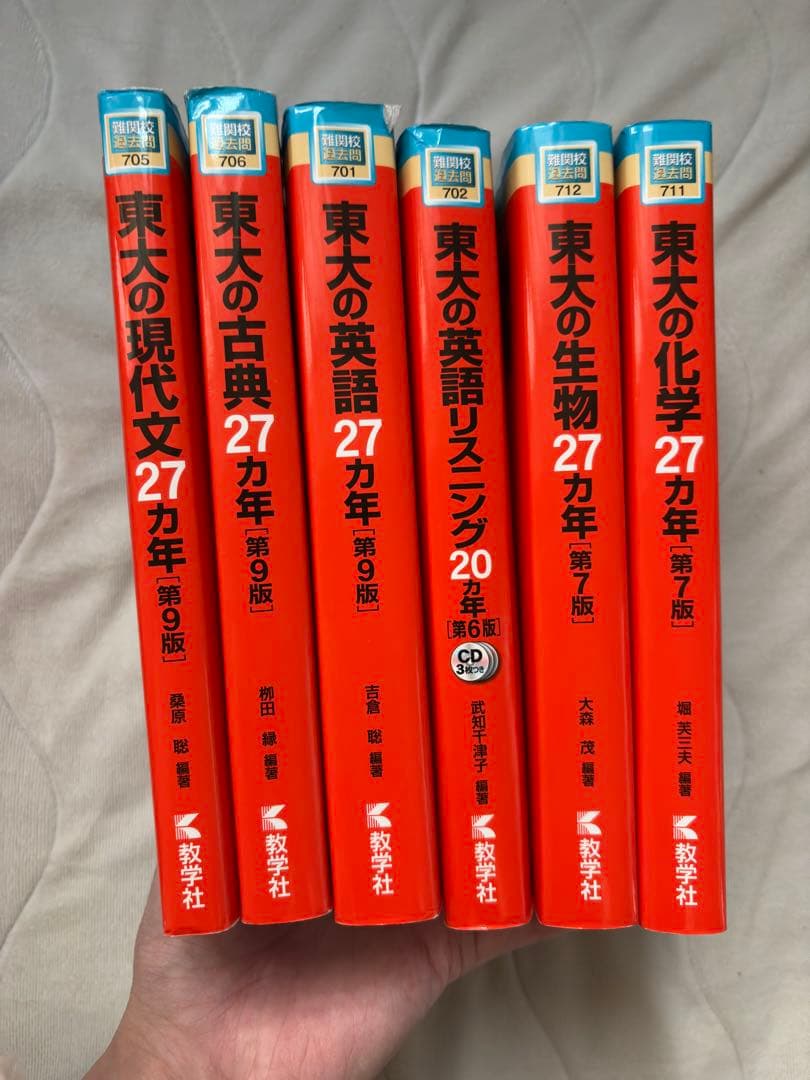 難関校
過去問
705
東大の現代文27カ年[第9版]
桑原 聡 編著
教学社
難関校
過去問
706
東大の古典27カ年[第9版]
栁田 縁 編著
教学社
難関校
過去問
701
東大の英語27カ年[第9版]
吉倉 聡 編著
教学社
難関校
過去問
702
東大の英語リスニング20カ年[第6版]
CD
3枚つき
武知千津子 編著
教学社
難関校
過去問
712
東大の生物27カ年[第7版]
大森 茂 編著
教学社
難関校
過去問
711
東大の化学27カ年[第7版]
堀 芙三夫 編著
教学社